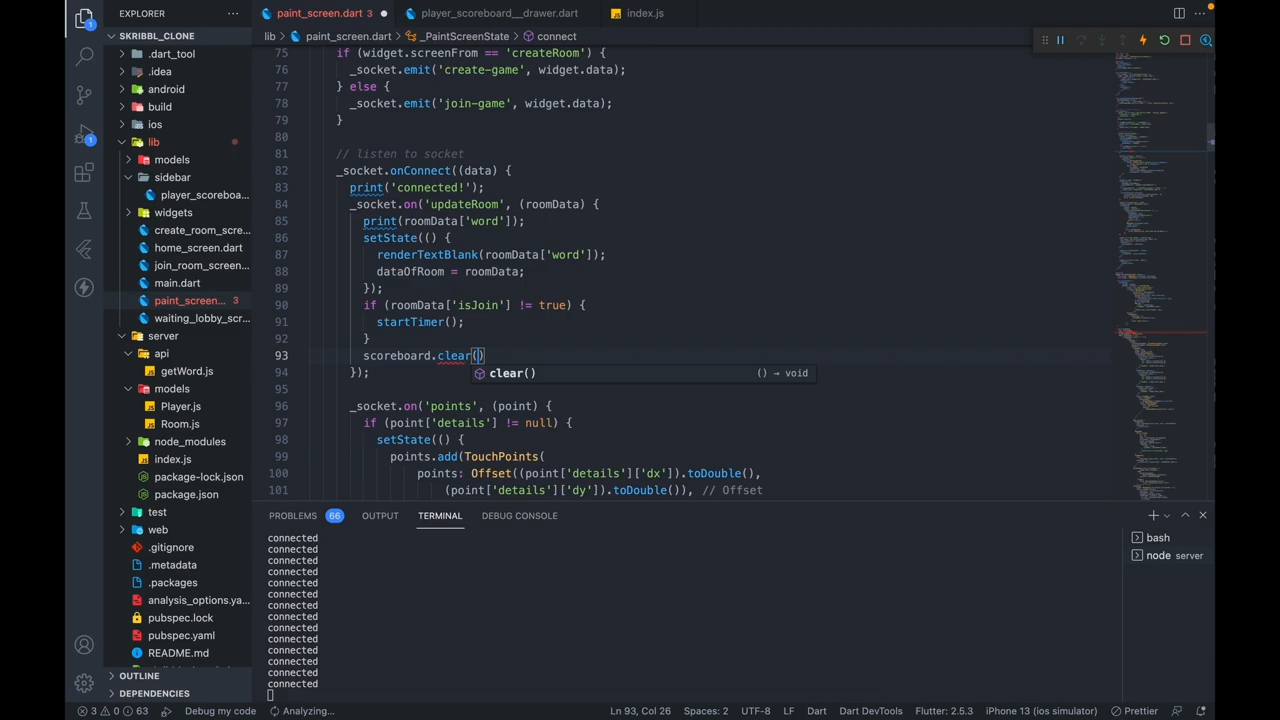 EXPLORER
paint_screen.dart 3
player_scoreboard__drawer.dart
index.js
lib > paint_screen.dart > _PaintScreenState > connect
SKRIBBL_CLONE
.dart_tool
.idea
android
build
ios
lib
models
sidebar
player_scoreboa...
widgets
create_room_scre...
home_screen.dart
join_room_screen...
main.dart
paint_screen... 3
waiting_lobby_scr...
server
api
getWord.js
models
Player.js
Room.js
node_modules
index.js
package-lock.json
package.json
test
web
.gitignore
.metadata
.packages
analysis_options.ya...
pubspec.lock
pubspec.yaml
README.md
OUTLINE
DEPENDENCIES
75 if (widget.screenFrom == 'createRoom') {
76 _socket.emit('create-game', widget.data);
77 } else {
78 _socket.emit('join-game', widget.data);
79 }
80
81 // listen to socket
82 _socket.onConnect((data) {
83 print('connected!');
84 _socket.on('updateRoom', (roomData) {
85 print(roomData['word']);
86 setState(() {
87 renderTextBlank(roomData['word']);
88 dataOfRoom = roomData;
89 });
90 if (roomData['isJoin'] != true) {
91 startTimer();
92 }
93 scoreboard.clear()
clear() () → void
94 });
95
96 _socket.on('points', (point) {
97 if (point['details'] != null) {
98 setState(() {
99 points.add(TouchPoints(
100 points: Offset((point['details']['dx']).toDouble(),
101 (point['details']['dy']).toDouble()), // Offset
PROBLEMS 66 OUTPUT TERMINAL DEBUG CONSOLE
connected
connected
connected
connected
connected
connected
connected
connected
connected
connected
connected
connected
connected
connected
bash
node server
3 0 63 Debug my code Analyzing... Ln 93, Col 26 Spaces: 2 UTF-8 LF Dart Dart DevTools Flutter: 2.5.3 iPhone 13 (ios simulator) Prettier